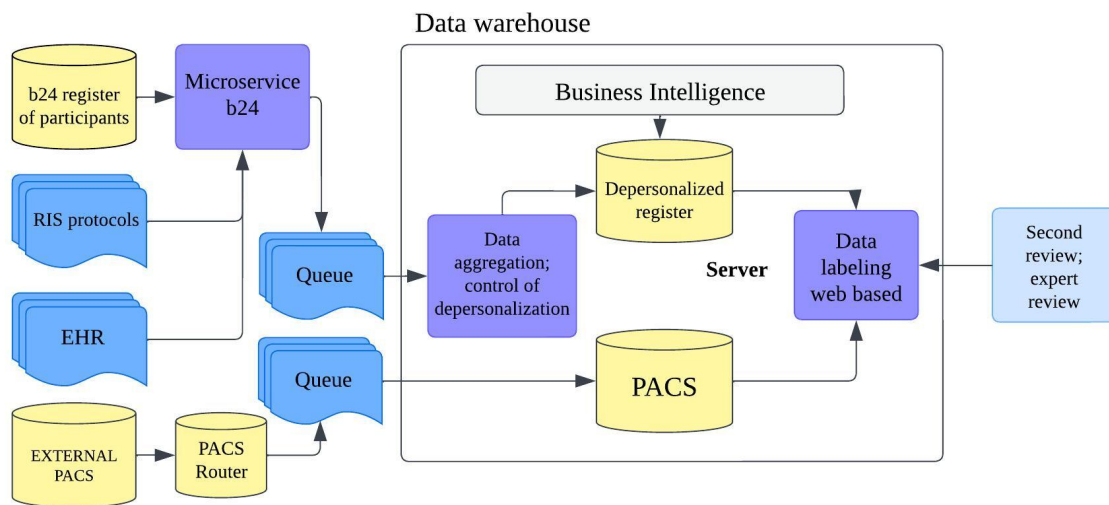 Data warehouse
b24 register
of participants
Microservice
b24
Business Intelligence
RIS protocols
Depersonalized
register
Queue
Data
aggregation;
control of
depersonalization
Server
Data
labeling
web based
Second
review;
expert
review
EHR
Queue
PACS
EXTERNAL
PACS
PACS
Router